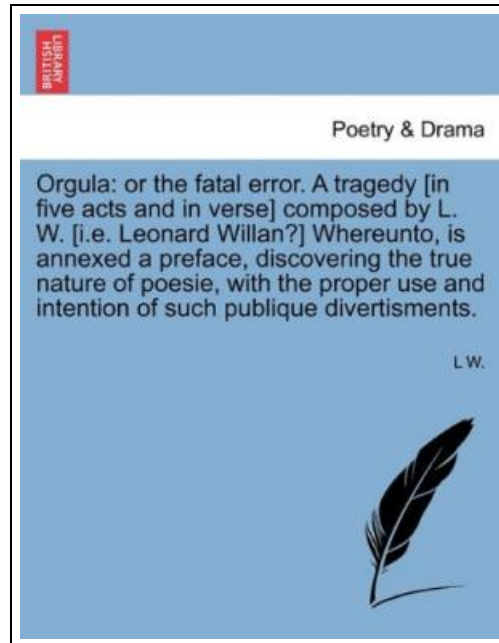 BRITISH
LIBRARY
Poetry & Drama
Orgula: or the fatal error. A tragedy [in
five acts and in verse] composed by L.
W. [i.e. Leonard Willan?] Whereunto, is
annexed a preface, discovering the true
nature of poesie, with the proper use and
intention of such publique divertisments.
L W.